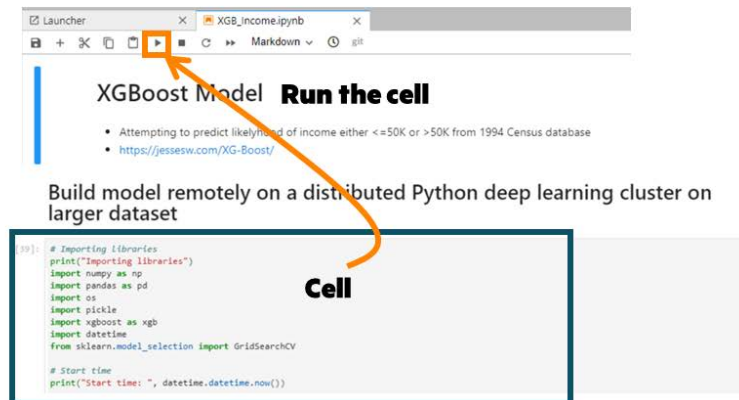 Launcher
XGB_Income.ipynb
Markdown
git
XGBoost Model Run the cell
• Attempting to predict likelyhood of income either <=50K or >50K from 1994 Census database
• https://jessesw.com/XG-Boost/
Build model remotely on a distributed Python deep learning cluster on
larger dataset
[39]: # Importing libraries
print("Importing libraries")
import numpy as np
import pandas as pd
import os
Cell
import pickle
import xgboost as xgb
import datetime
from sklearn.model_selection import GridSearchCV
# Start time
print("Start time: ", datetime.datetime.now())